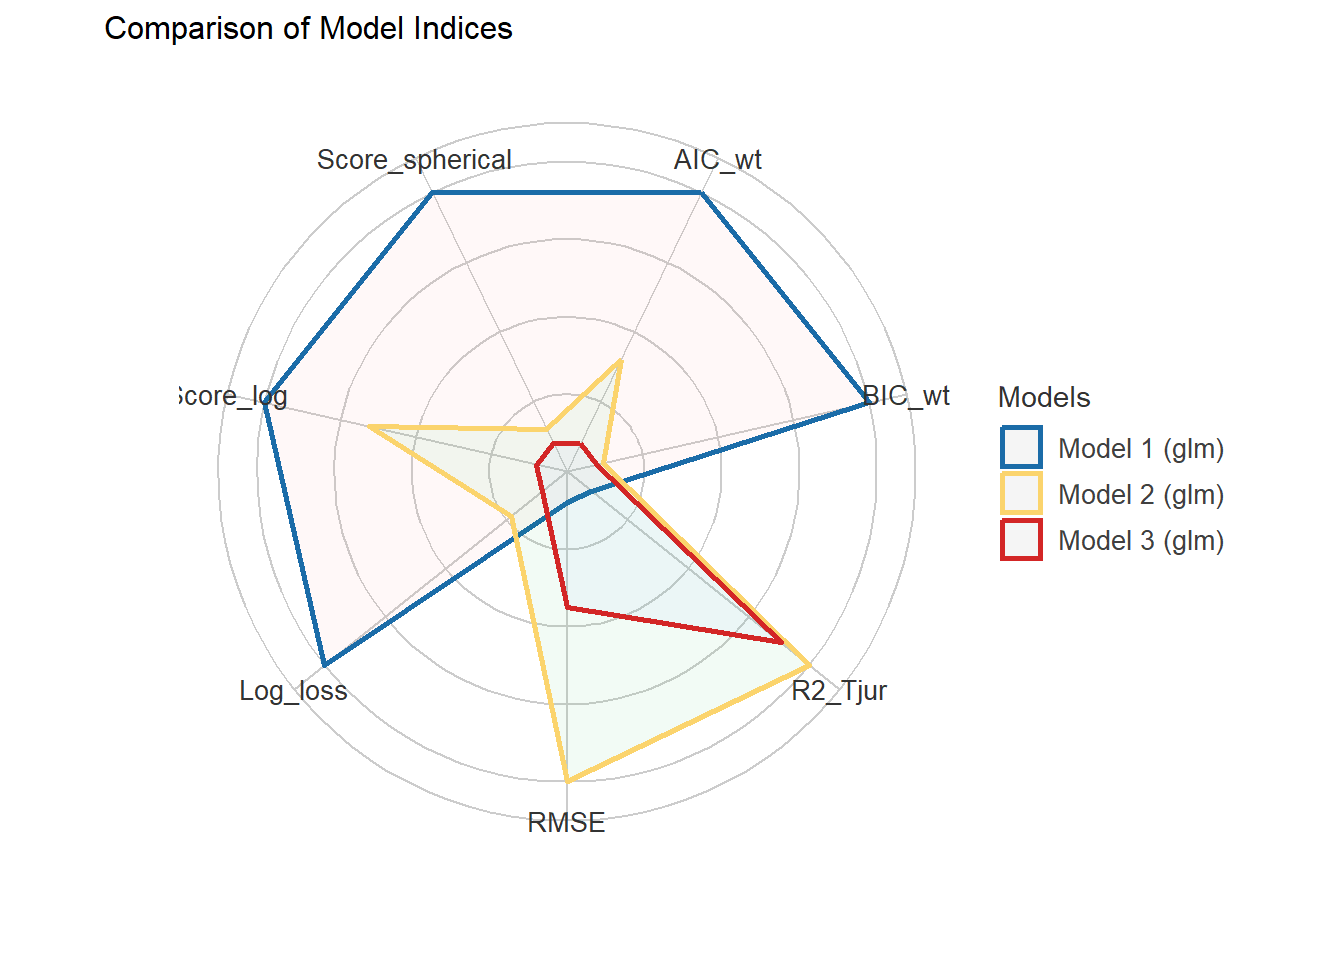 Comparison of Model Indices
Score_spherical
AIC_wt
Score_log
BIC_wt
Models
Model 1 (glm)
Model 2 (glm)
Model 3 (glm)
Log_loss
R2_Tjur
RMSE